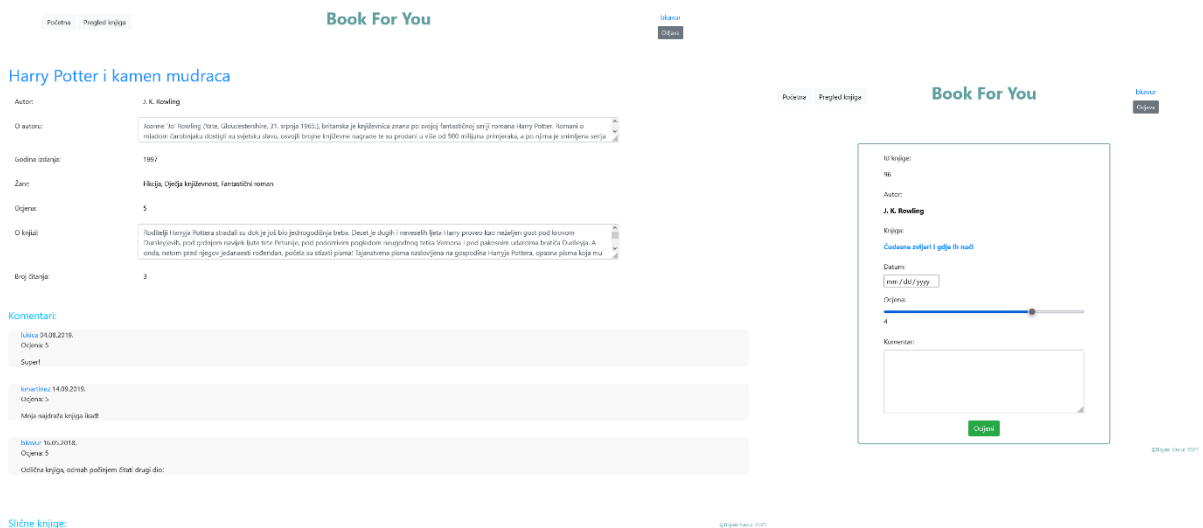 Početna Pregled knjiga
Book For You
bkavur
Odjava
Harry Potter i kamen mudraca
Autor: J. K. Rowling
O autoru: Joanne 'Jo' Rowling (Yate, Gloucestershire, 31. srpnja 1965.), britanska je književnica znana po svojoj fantastičnoj seriji romana Harry Potter. Romani o
mladom čarobnjaku dostigli su svjetsku slavu, osvojili brojne književne nagrade te su prodani u više od 500 milijuna primjeraka, a po njima je snimljena serija
Godina izdanja: 1997
Žanr: Fikcija, Dječja književnost, Fantastični roman
Ocjena: 5
O knjizi: Roditelji Harryja Pottera stradali su dok je još bio jednogodišnja beba. Deset je dugih i neveselih ljeta Harry proveo kao neželjen gost pod krovom
Dursleyjevih, pod grdnjom navijek ljute tete Petunije, pod podozrivim pogledom neugodnog tetka Vernona i pod pakosnim udarcima bratića Dudleyja. A
onda, netom pred njegov jedanaesti rođendan, počela su stizati pisma! Tajanstvena pisma naslovljena na gospodina Harryja Pottera, opasna pisma koja mu
Broj čitanja: 3
Komentari:
lukica 04.08.2019.
Ocjena: 5
Super!
kmartinez 14.09.2019.
Ocjena: 5
Moja najdraža knjiga ikad!
bkavur 16.05.2018.
Ocjena: 5
Odlična knjiga, odmah počinjem čitati drugi dio!
Slične knjige:
©Bojan Kavur 2021
Početna Pregled knjiga
Book For You
bkavur
Odjava
Id knjige:
96
Autor:
J. K. Rowling
Knjiga:
Čudesne zvijeri i gdje ih naći
Datum:
mm/dd/yyyy
Ocjena:
4
Komentar:
Ocijeni
©Bojan Kavur 2021